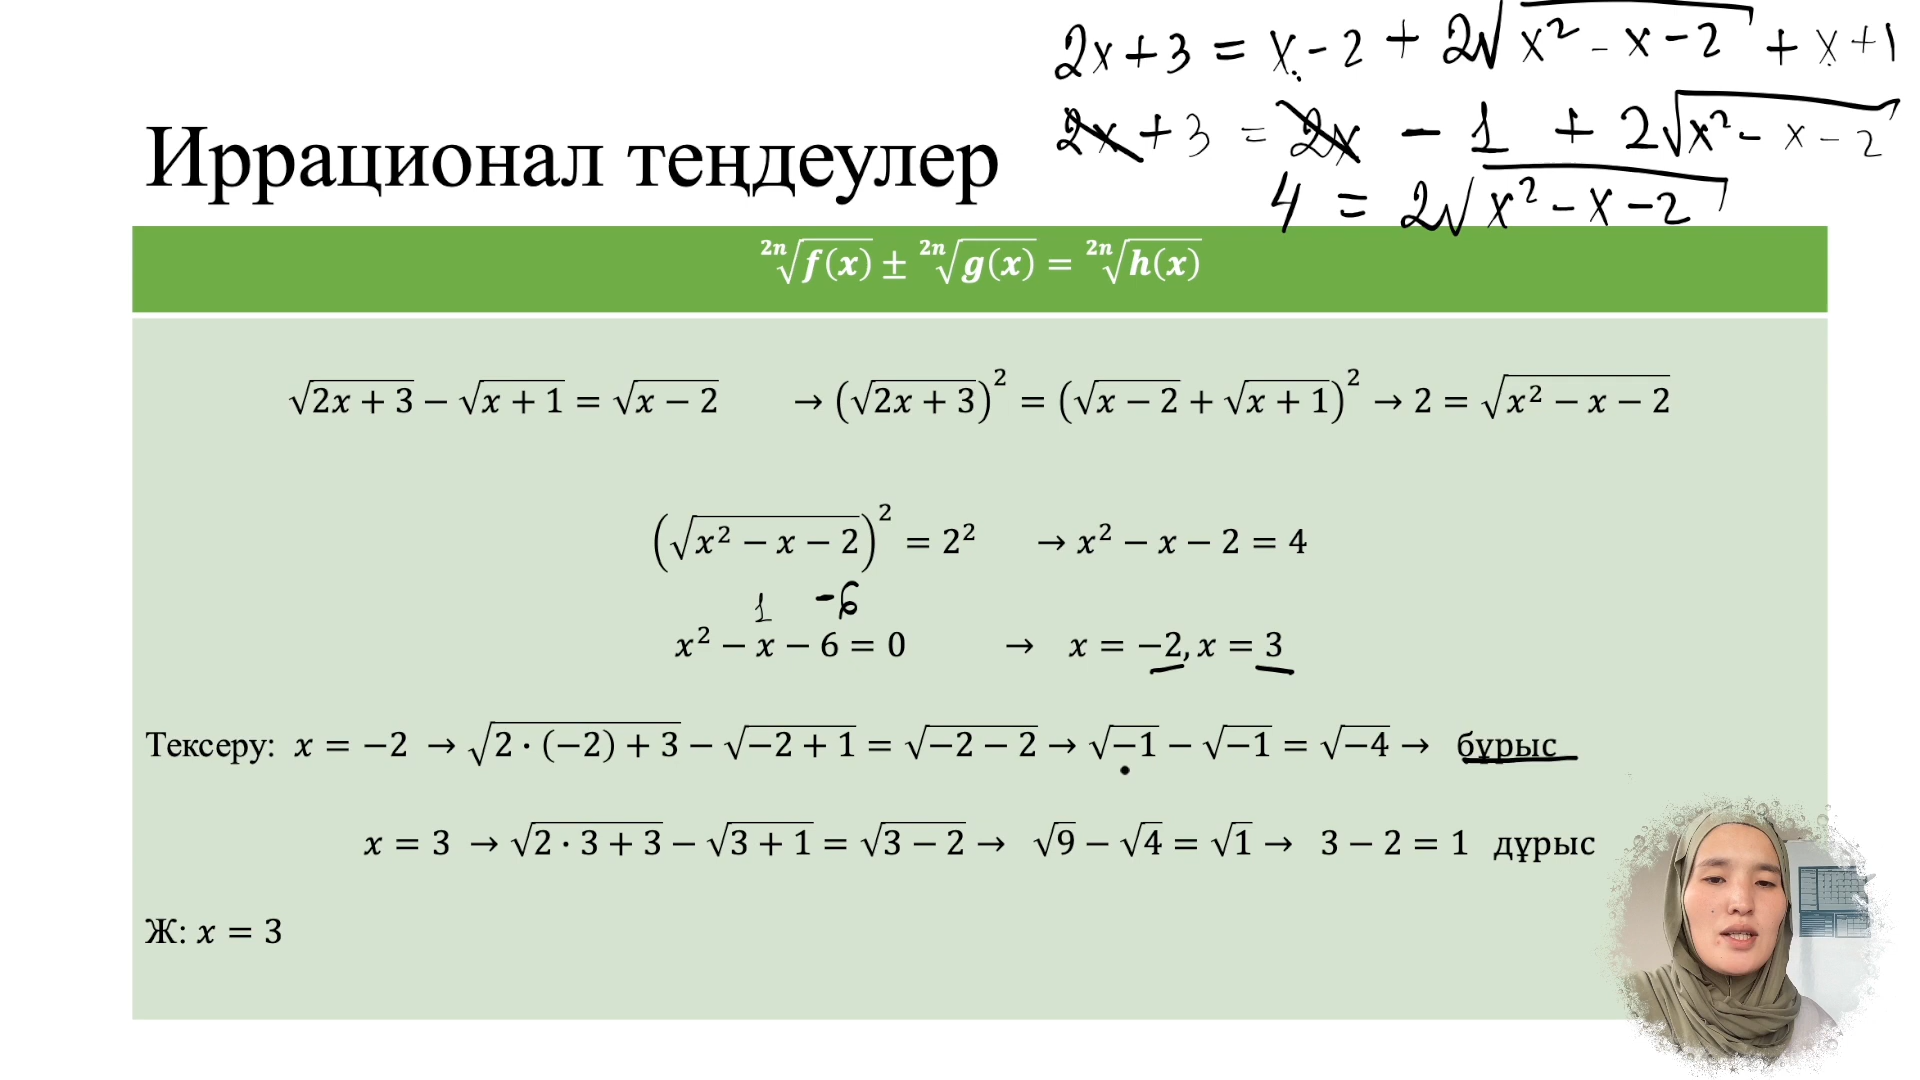 2x + 3 = x - 2 + 2√(x² - x - 2) + x + 1
2x + 3 = 2x - 1 + 2√(x² - x - 2)
4 = 2√(x² - x - 2)
Иррационал теңдеулер
²ⁿ√f(x) ± ²ⁿ√g(x) = ²ⁿ√h(x)
√(2x + 3) − √(x + 1) = √(x − 2) → (√(2x + 3))² = (√(x − 2) + √(x + 1))² → 2 = √(x² − x − 2)
(√(x² − x − 2))² = 2² → x² − x − 2 = 4
1 -6
x² − x − 6 = 0 → x = −2, x = 3
Тексеру: x = −2 → √(2 · (−2) + 3) − √(−2 + 1) = √(−2 − 2) → √(−1) − √(−1) = √(−4) → бұрыс
x = 3 → √(2 · 3 + 3) − √(3 + 1) = √(3 − 2) → √9 − √4 = √1 → 3 − 2 = 1 дұрыс
Ж: x = 3